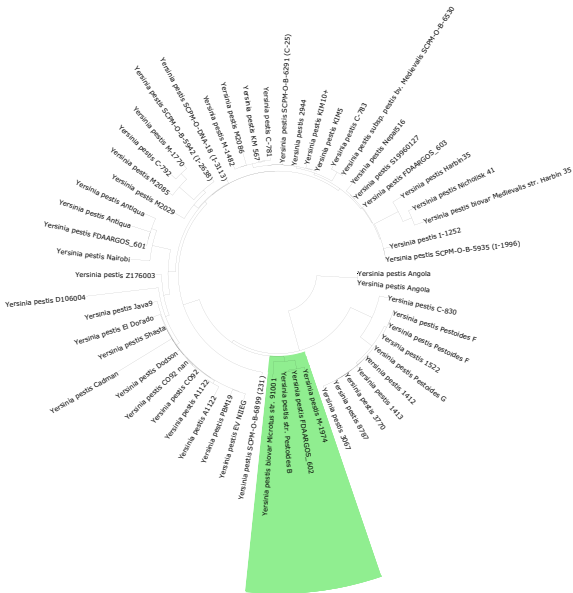 Yersinia pestis SCPM-O-B-6291 (C-25)
Yersinia pestis 2944
Yersinia pestis KIM10+
Yersinia pestis KIM5
Yersinia pestis C-783
Yersinia pestis subsp. pestis bv. Medievalis SCPM-O-B-6530
Yersinia pestis Nepal516
Yersinia pestis S19960127
Yersinia pestis FDAARGOS_603
Yersinia pestis Harbin35
Yersinia pestis Nicholisk 41
Yersinia pestis biovar Medievalis str. Harbin 35
Yersinia pestis I-1252
Yersinia pestis SCPM-O-B-5935 (I-1996)
Yersinia pestis Angola
Yersinia pestis Angola
Yersinia pestis C-830
Yersinia pestis Pestoides F
Yersinia pestis Pestoides F
Yersinia pestis 1522
Yersinia pestis Pestoides G
Yersinia pestis 1412
Yersinia pestis 1413
Yersinia pestis 3770
Yersinia pestis 8787
Yersinia pestis 3067
Yersinia pestis M-1974
Yersinia pestis FDAARGOS_602
Yersinia pestis str. Pestoides B
Yersinia pestis biovar Microtus str. 91001
Yersinia pestis SCPM-O-B-6899 (231)
Yersinia pestis EV NIIEG
Yersinia pestis PBM19
Yersinia pestis A1122
Yersinia pestis A1122
Yersinia pestis CO92
Yersinia pestis CO92_nan
Yersinia pestis Dodson
Yersinia pestis Cadman
Yersinia pestis Shasta
Yersinia pestis El Dorado
Yersinia pestis Java9
Yersinia pestis D106004
Yersinia pestis Z176003
Yersinia pestis Nairobi
Yersinia pestis FDAARGOS_601
Yersinia pestis Antiqua
Yersinia pestis Antiqua
Yersinia pestis M2029
Yersinia pestis M2085
Yersinia pestis C-792
Yersinia pestis M-1770
Yersinia pestis SCPM-O-B-5942 (I-2638)
Yersinia pestis SCPM-O-DNA-18 (I-3113)
Yersinia pestis M-1482
Yersinia pestis M2086
Yersinia pestis KM 567
Yersinia pestis C-781